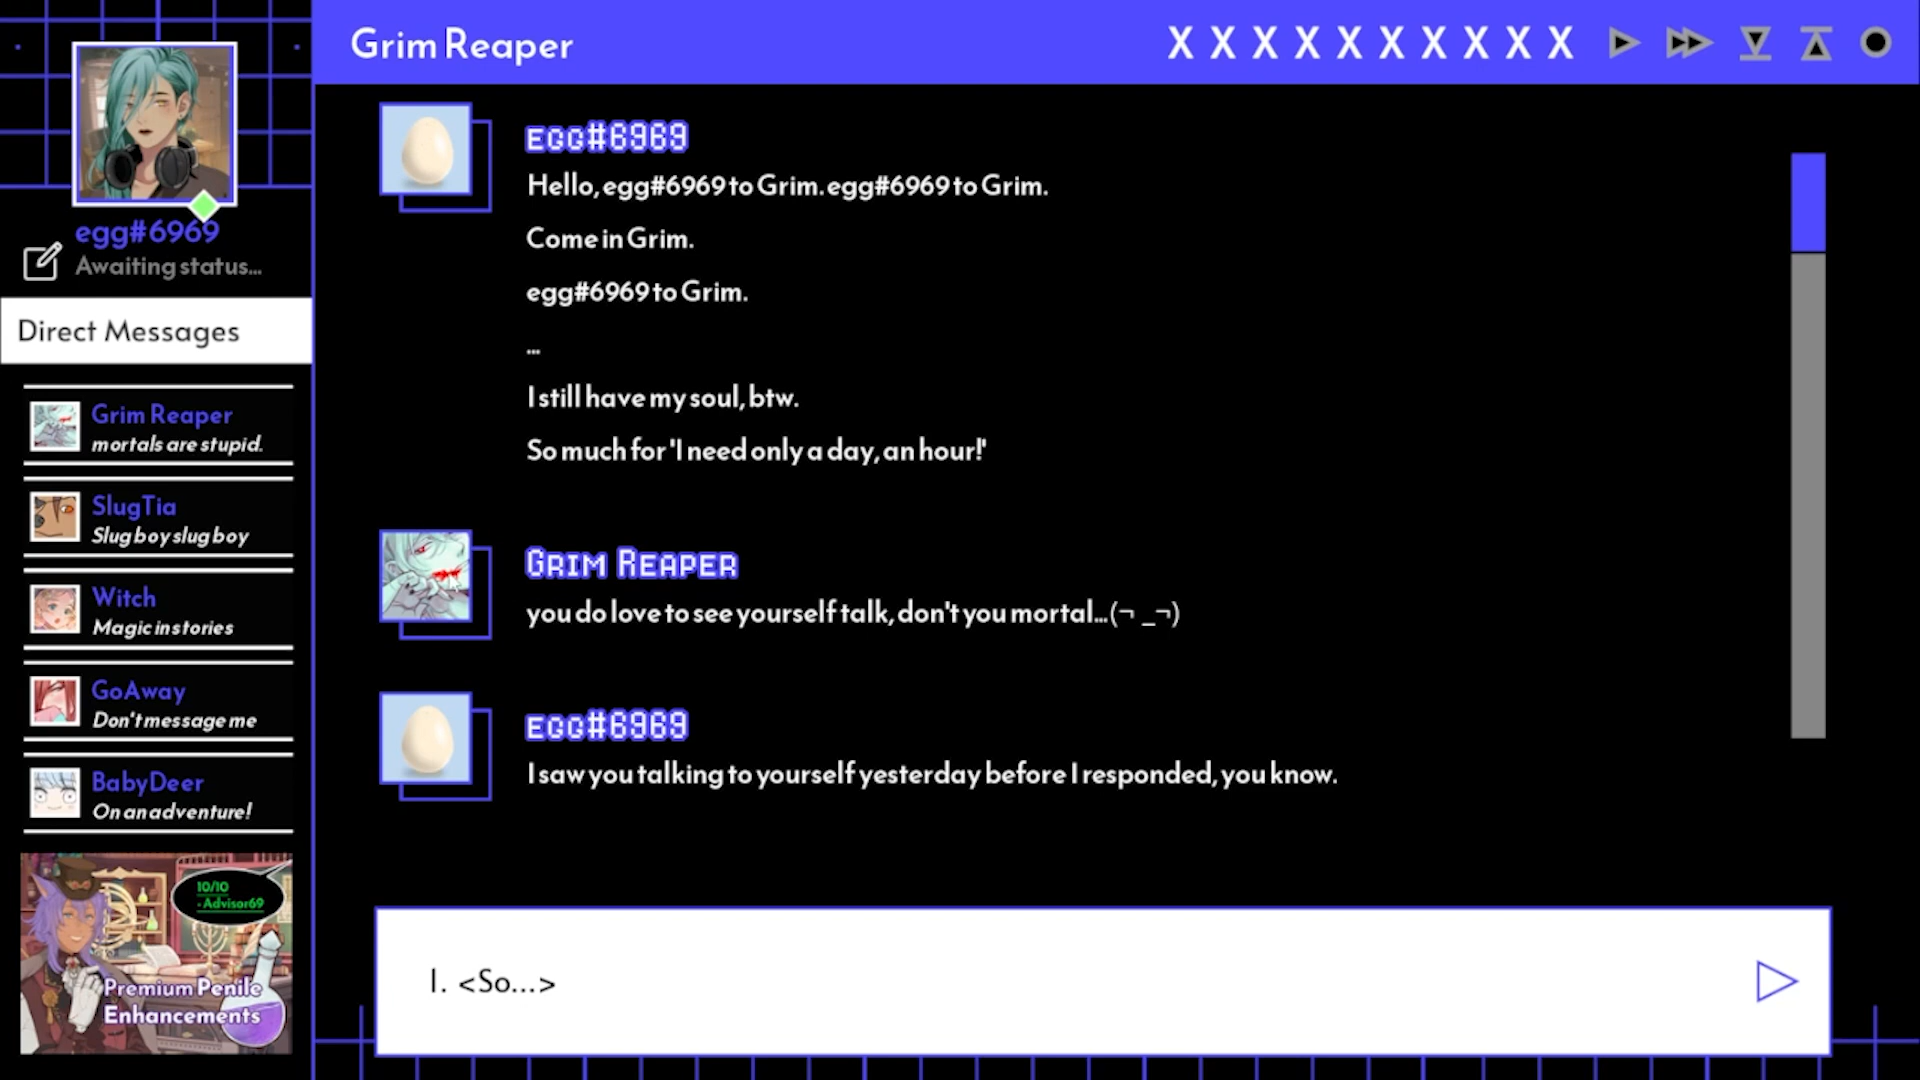 Grim Reaper
X X X X X X X X X X
egg#6969
Awaiting status...
Direct Messages
Grim Reaper
mortals are stupid.
SlugTia
Slug boy slug boy
Witch
Magic in stories
GoAway
Don't message me
BabyDeer
On an adventure!
10/10
- Advisor69
Premium Penile
Enhancements
EGG#6969
Hello, egg#6969 to Grim. egg#6969 to Grim.
Come in Grim.
egg#6969 to Grim.
...
I still have my soul, btw.
So much for 'I need only a day, an hour!'
GRIM REAPER
you do love to see yourself talk, don't you mortal...(¬ _¬)
EGG#6969
I saw you talking to yourself yesterday before I responded, you know.
1. <So...>